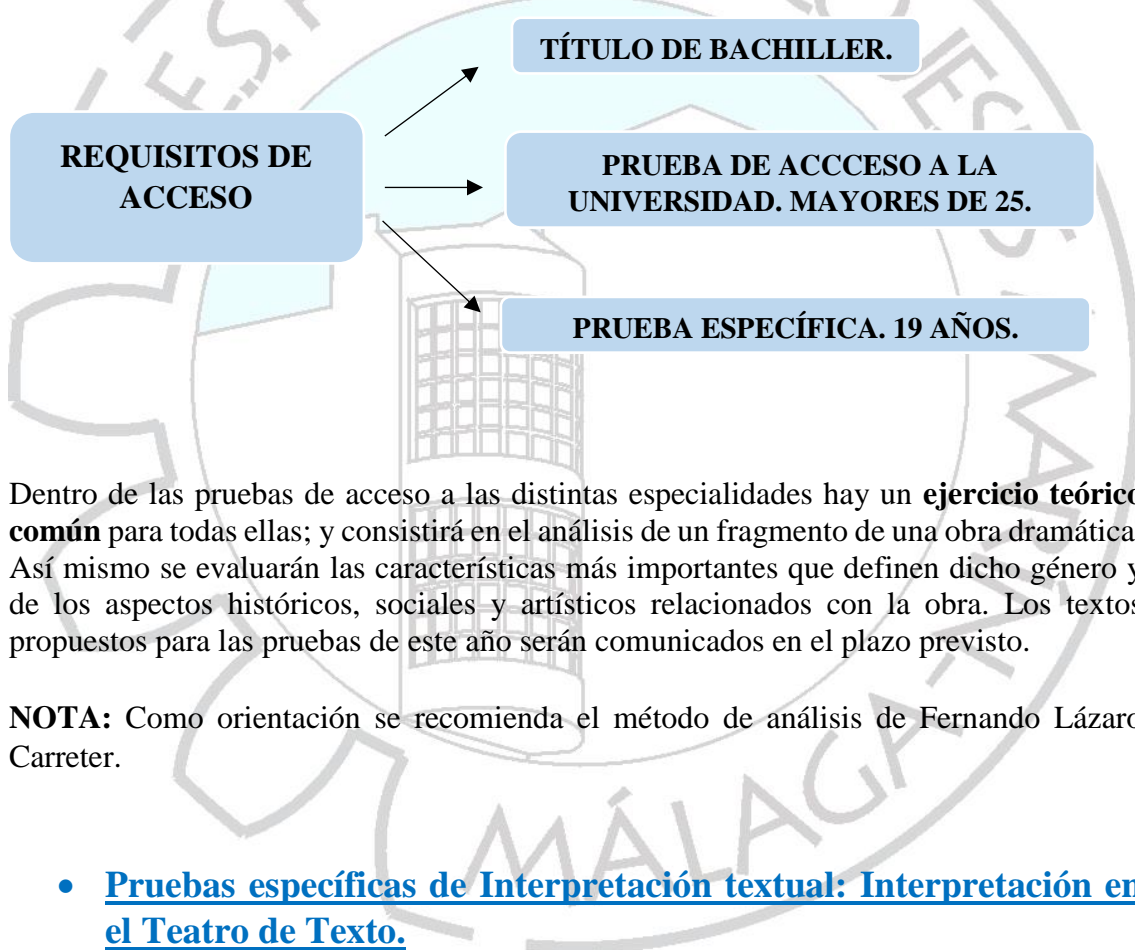 TÍTULO DE BACHILLER.
REQUISITOS DE
ACCESO
PRUEBA DE ACCCESO A LA
UNIVERSIDAD. MAYORES DE 25.
PRUEBA ESPECÍFICA. 19 AÑOS.
Dentro de las pruebas de acceso a las distintas especialidades hay un ejercicio teórico
común para todas ellas; y consistirá en el análisis de un fragmento de una obra dramática
Así mismo se evaluarán las características más importantes que definen dicho género y
de los aspectos históricos, sociales y artísticos relacionados con la obra. Los textos
propuestos para las pruebas de este año serán comunicados en el plazo previsto.
NOTA: Como orientación se recomienda el método de análisis de Fernando Lázaro
Carreter.
MÁLAGA
• Pruebas específicas de Interpretación textual: Interpretación en
el Teatro de Texto.